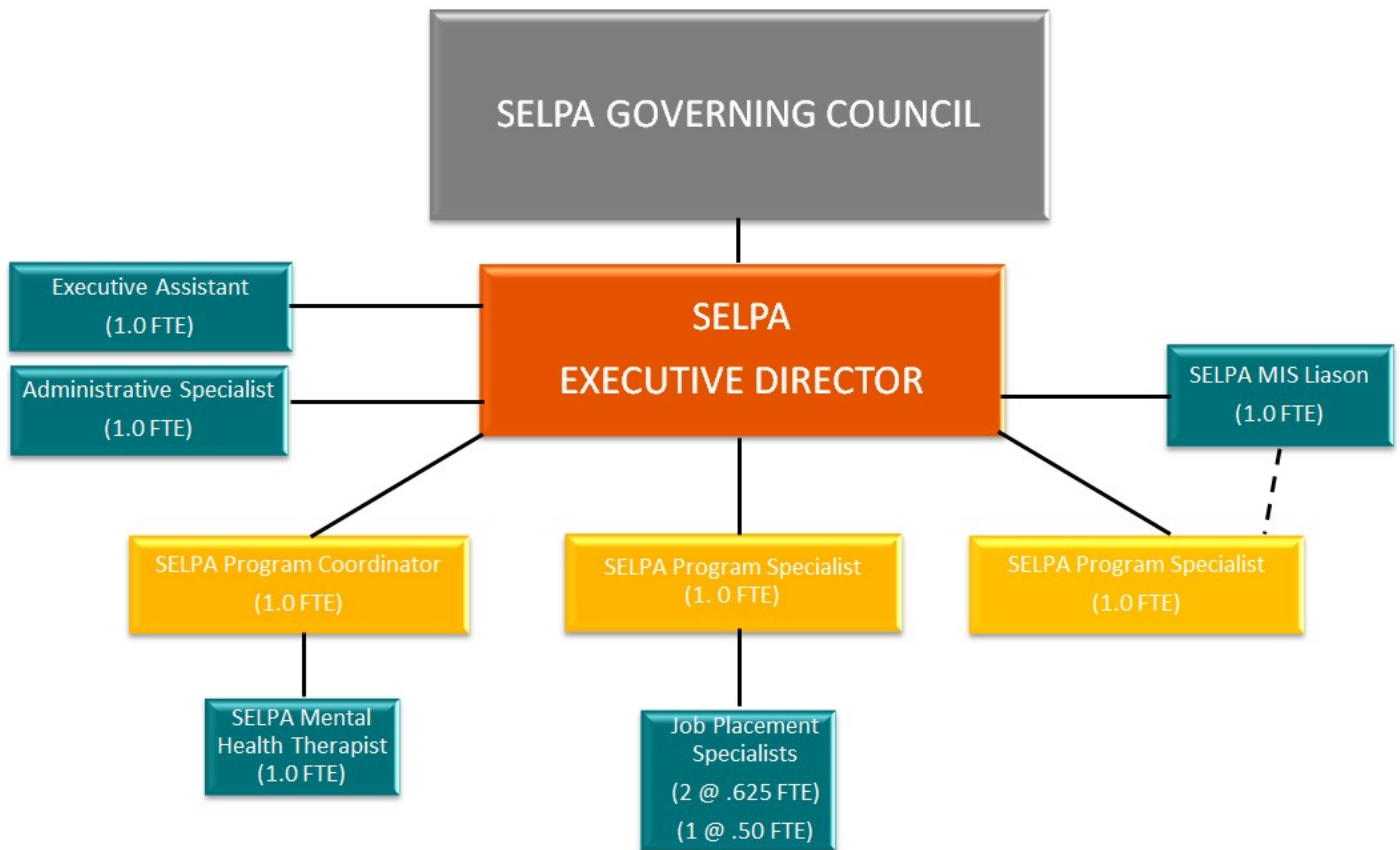 SELPA GOVERNING COUNCIL
SELPA
EXECUTIVE DIRECTOR
Executive Assistant
(1.0 FTE)
Administrative Specialist
(1.0 FTE)
SELPA MIS Liason
(1.0 FTE)
SELPA Program Coordinator
(1.0 FTE)
SELPA Program Specialist
(1. 0 FTE)
SELPA Program Specialist
(1.0 FTE)
SELPA Mental
Health Therapist
(1.0 FTE)
Job Placement
Specialists
(2 @ .625 FTE)
(1 @ .50 FTE)